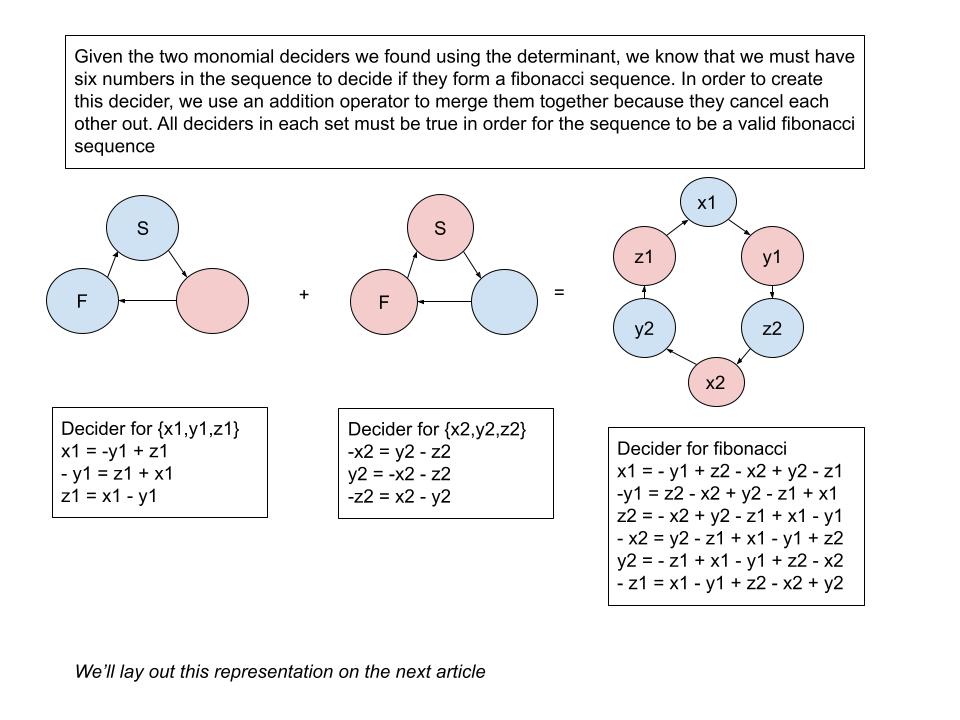 Given the two monomial deciders we found using the determinant, we know that we must have
six numbers in the sequence to decide if they form a fibonacci sequence. In order to create
this decider, we use an addition operator to merge them together because they cancel each
other out. All deciders in each set must be true in order for the sequence to be a valid fibonacci
sequence
S
F
+
S
F
=
x1
z1
y1
y2
z2
x2
Decider for {x1,y1,z1}
x1 = -y1 + z1
- y1 = z1 + x1
z1 = x1 - y1
Decider for {x2,y2,z2}
-x2 = y2 - z2
y2 = -x2 - z2
-z2 = x2 - y2
Decider for fibonacci
x1 = - y1 + z2 - x2 + y2 - z1
-y1 = z2 - x2 + y2 - z1 + x1
z2 = - x2 + y2 - z1 + x1 - y1
- x2 = y2 - z1 + x1 - y1 + z2
y2 = - z1 + x1 - y1 + z2 - x2
- z1 = x1 - y1 + z2 - x2 + y2
We'll lay out this representation on the next article